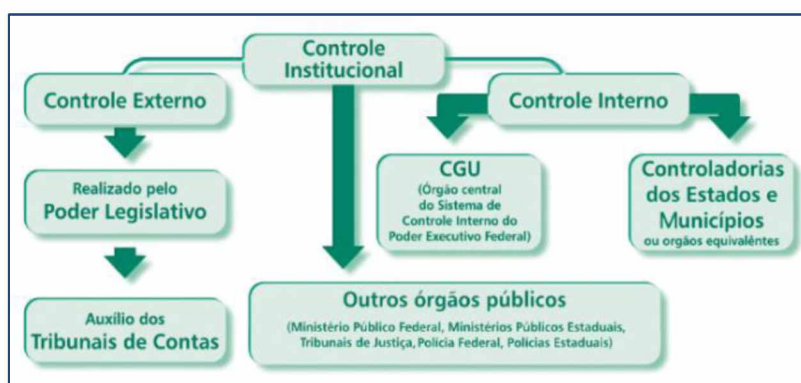 Controle
Institucional
Controle Externo
Controle Interno
Realizado pelo
Poder Legislativo
CGU
(Órgão central
do Sistema de
Controle Interno do
Poder Executivo Federal)
Controladorias
dos Estados e
Municípios
ou orgãos equivalêntes
Auxílio dos
Tribunais de Contas
Outros órgãos públicos
(Ministério Público Federal, Ministérios Públicos Estaduais,
Tribunais de Justiça, Polícia Federal, Polícias Estaduais)